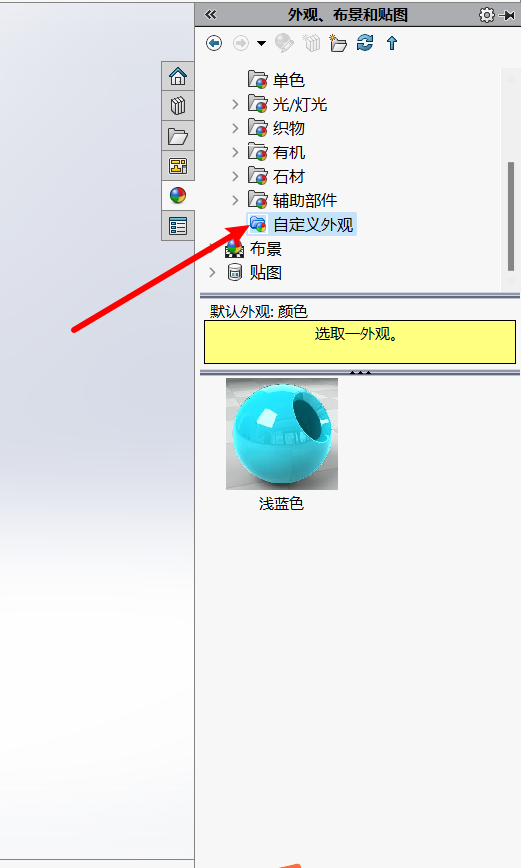 外观、布景和贴图
单色
光/灯光
织物
有机
石材
辅助部件
自定义外观
布景
贴图
默认外观: 颜色
选取一外观。
浅蓝色